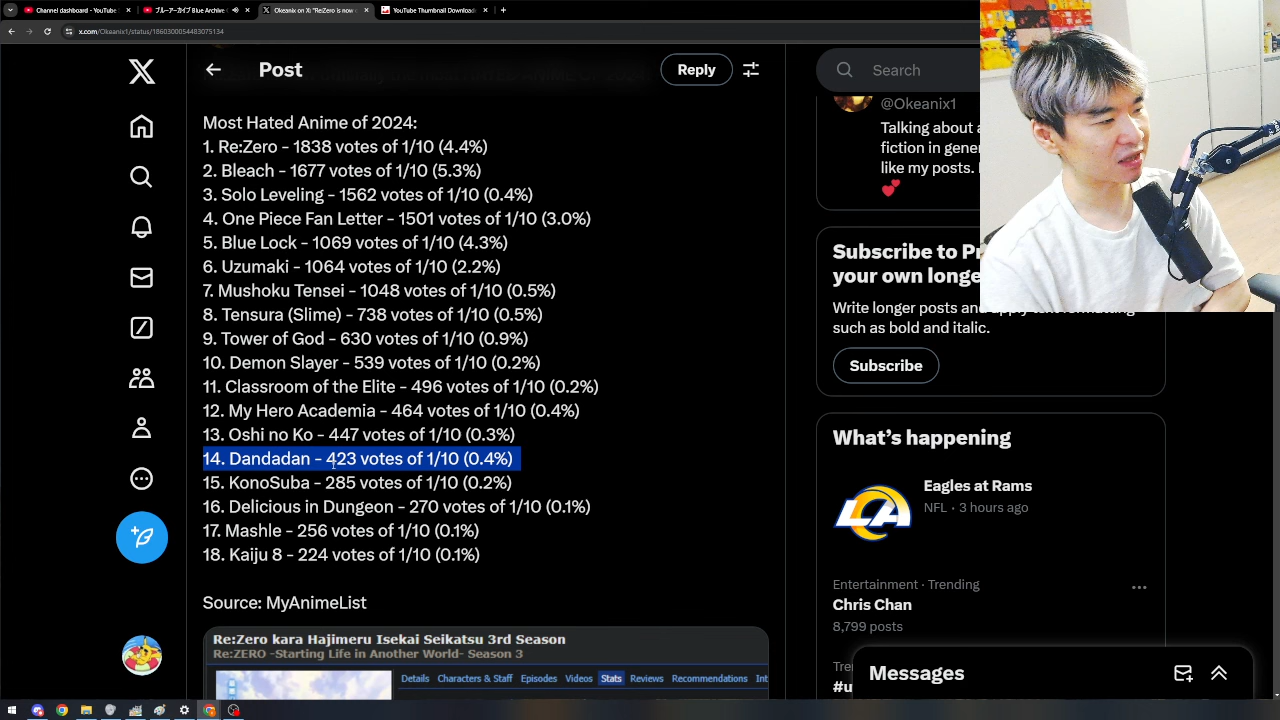 Channel dashboard - YouTube
ブルーアーカイブ Blue Archive
Okeanix on X: "Re:Zero is now
YouTube Thumbnail Download
x.com/Okeanix1/status/1860300054483075134
Post
Reply
Search
Most Hated Anime of 2024:
1. Re:Zero - 1838 votes of 1/10 (4.4%)
2. Bleach - 1677 votes of 1/10 (5.3%)
3. Solo Leveling - 1562 votes of 1/10 (0.4%)
4. One Piece Fan Letter - 1501 votes of 1/10 (3.0%)
5. Blue Lock - 1069 votes of 1/10 (4.3%)
6. Uzumaki - 1064 votes of 1/10 (2.2%)
7. Mushoku Tensei - 1048 votes of 1/10 (0.5%)
8. Tensura (Slime) - 738 votes of 1/10 (0.5%)
9. Tower of God - 630 votes of 1/10 (0.9%)
10. Demon Slayer - 539 votes of 1/10 (0.2%)
11. Classroom of the Elite - 496 votes of 1/10 (0.2%)
12. My Hero Academia - 464 votes of 1/10 (0.4%)
13. Oshi no Ko - 447 votes of 1/10 (0.3%)
14. Dandadan - 423 votes of 1/10 (0.4%)
15. KonoSuba - 285 votes of 1/10 (0.2%)
16. Delicious in Dungeon - 270 votes of 1/10 (0.1%)
17. Mashle - 256 votes of 1/10 (0.1%)
18. Kaiju 8 - 224 votes of 1/10 (0.1%)
Source: MyAnimeList
Re:Zero kara Hajimeru Isekai Seikatsu 3rd Season
Re:ZERO -Starting Life in Another World- Season 3
Details Characters & Staff Episodes Videos Stats Reviews Recommendations Int
@Okeanix1
Talking about a
fiction in gener
like my posts.
Subscribe to Pr
your own longe
Write longer posts and apply text formatting
such as bold and italic.
Subscribe
What's happening
Eagles at Rams
NFL · 3 hours ago
LA
Entertainment · Trending
Chris Chan
8,799 posts
Tre
#u
Messages